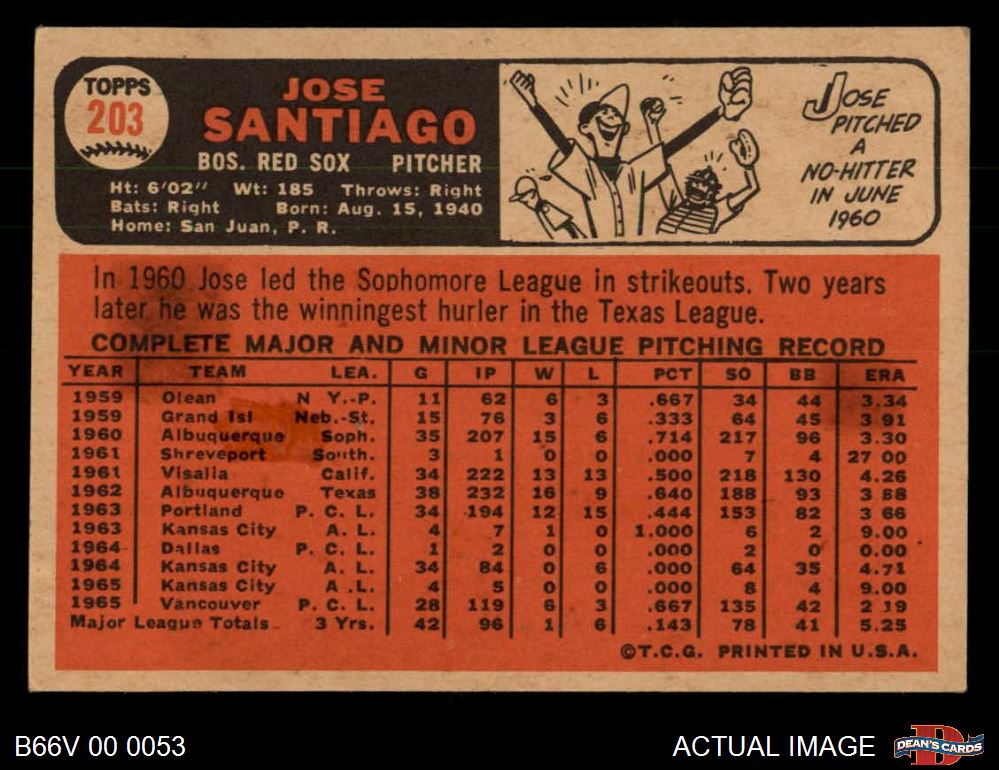 TOPPS
203
JOSE
SANTIAGO
BOS. RED SOX PITCHER
Ht: 6'02" Wt: 185 Throws: Right
Bats: Right Born: Aug. 15, 1940
Home: San Juan, P. R.
JOSE
PITCHED
A
NO-HITTER
IN JUNE
1960
In 1960 Jose led the Sophomore League in strikeouts. Two years
later he was the winningest hurler in the Texas League.
COMPLETE MAJOR AND MINOR LEAGUE PITCHING RECORD
YEAR TEAM LEA. G IP W L PCT SO BB ERA
1959 Olean N Y.-P. 11 62 6 3 .667 34 44 3.34
1959 Grand Isl Neb.-St. 15 76 3 6 .333 64 45 3.91
1960 Albuquerque Soph. 35 207 15 6 .714 217 96 3.30
1961 Shreveport South. 3 1 0 0 .000 7 4 27 00
1961 Visalia Calif. 34 222 13 13 .500 218 130 4.26
1962 Albuquerque Texas 38 232 16 9 .640 188 93 3 88
1963 Portland P. C. L. 34 194 12 15 .444 153 82 3 66
1963 Kansas City A. L. 4 7 1 0 1.000 6 2 9.00
1964 Dallas P. C. L. 1 2 0 0 .000 2 0 0.00
1964 Kansas City A. L. 34 84 0 6 .000 64 35 4.71
1965 Kansas City A .L. 4 5 0 0 .000 8 4 9.00
1965 Vancouver P. C. L. 28 119 6 3 .667 135 42 2 19
Major League Totals 3 Yrs. 42 96 1 6 .143 78 41 5.25
©T.C.G. PRINTED IN U.S.A.
B66V 00 0053
ACTUAL IMAGE
D
DEAN'S CARDS